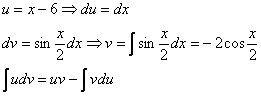 u = x − 6 ⇒ du = dx
dv = sin x/2 dx ⇒ v = ∫ sin x/2 dx = − 2 cos x/2
∫ udv = uv − ∫ vdu